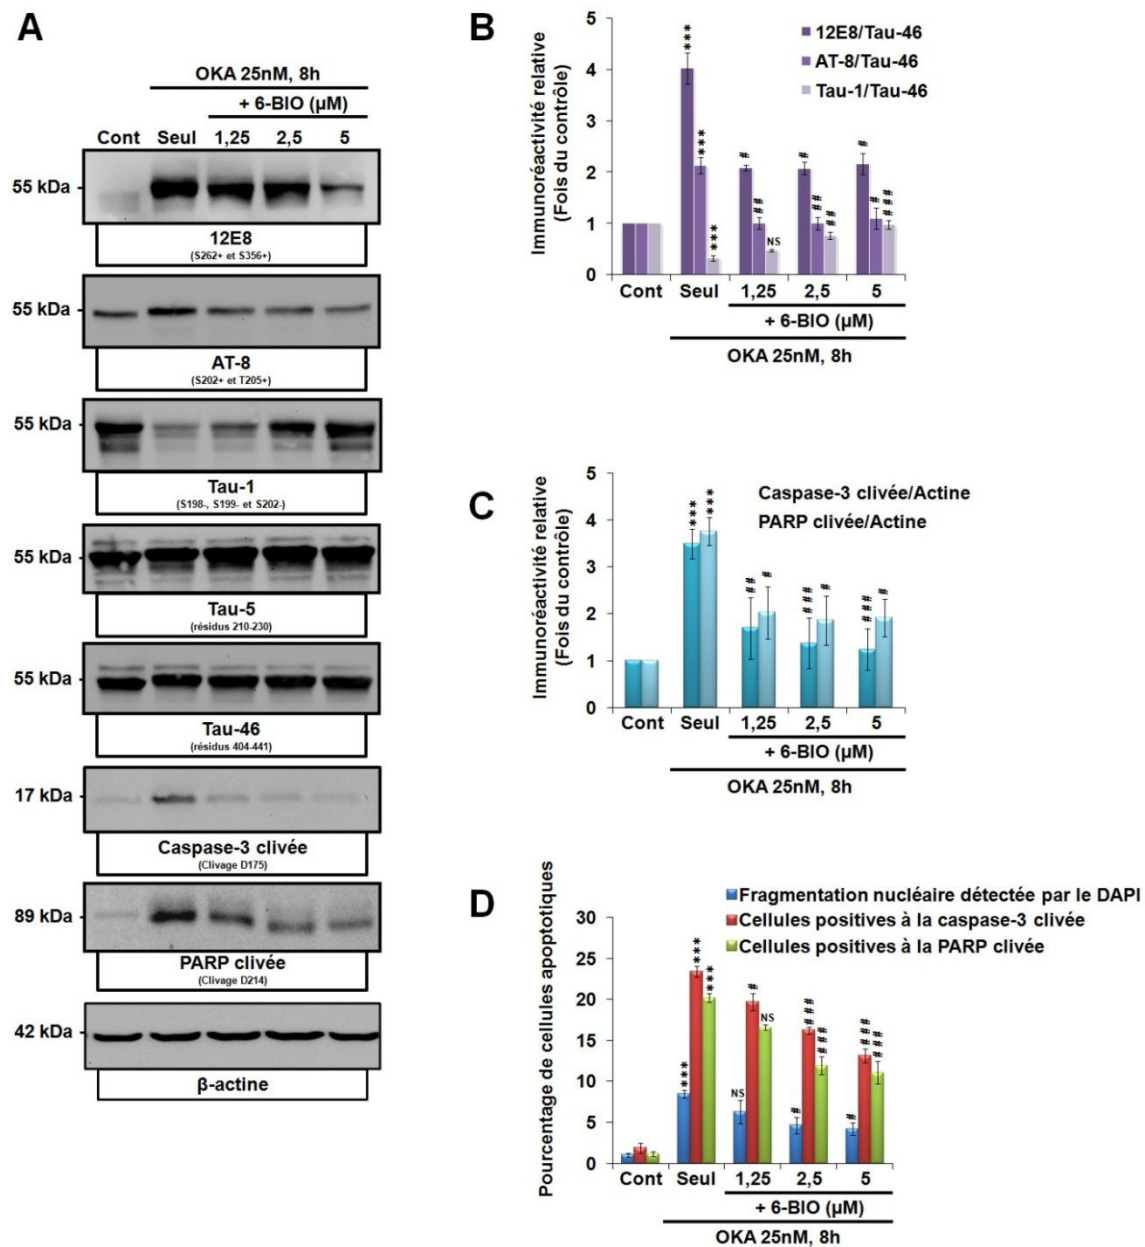 A
OKA 25nM, 8h
+ 6-BIO (µM)
Cont Seul 1,25 2,5 5
55 kDa
12E8
(S262+ et S356+)
55 kDa
AT-8
(S202+ et T205+)
55 kDa
Tau-1
(S198-, S199- et S202-)
55 kDa
Tau-5
(résidus 210-230)
55 kDa
Tau-46
(résidus 404-441)
17 kDa
Caspase-3 clivée
(Clivage D175)
89 kDa
PARP clivée
(Clivage D214)
42 kDa
β-actine
B
Immunoréactivité relative
(Fois du contrôle)
5
4
3
2
1
0
12E8/Tau-46
AT-8/Tau-46
Tau-1/Tau-46
***
***
***
#
##
NS
#
##
##
#
#
###
Cont Seul 1,25 2,5 5
+ 6-BIO (µM)
OKA 25nM, 8h
C
Immunoréactivité relative
(Fois du contrôle)
5
4
3
2
1
0
Caspase-3 clivée/Actine
PARP clivée/Actine
***
***
##
#
###
#
###
#
Cont Seul 1,25 2,5 5
+ 6-BIO (µM)
OKA 25nM, 8h
D
Pourcentage de cellules apoptotiques
30
25
20
15
10
5
0
Fragmentation nucléaire détectée par le DAPI
Cellules positives à la caspase-3 clivée
Cellules positives à la PARP clivée
***
***
***
NS
#
NS
#
###
###
#
###
###
Cont Seul 1,25 2,5 5
+ 6-BIO (µM)
OKA 25nM, 8h